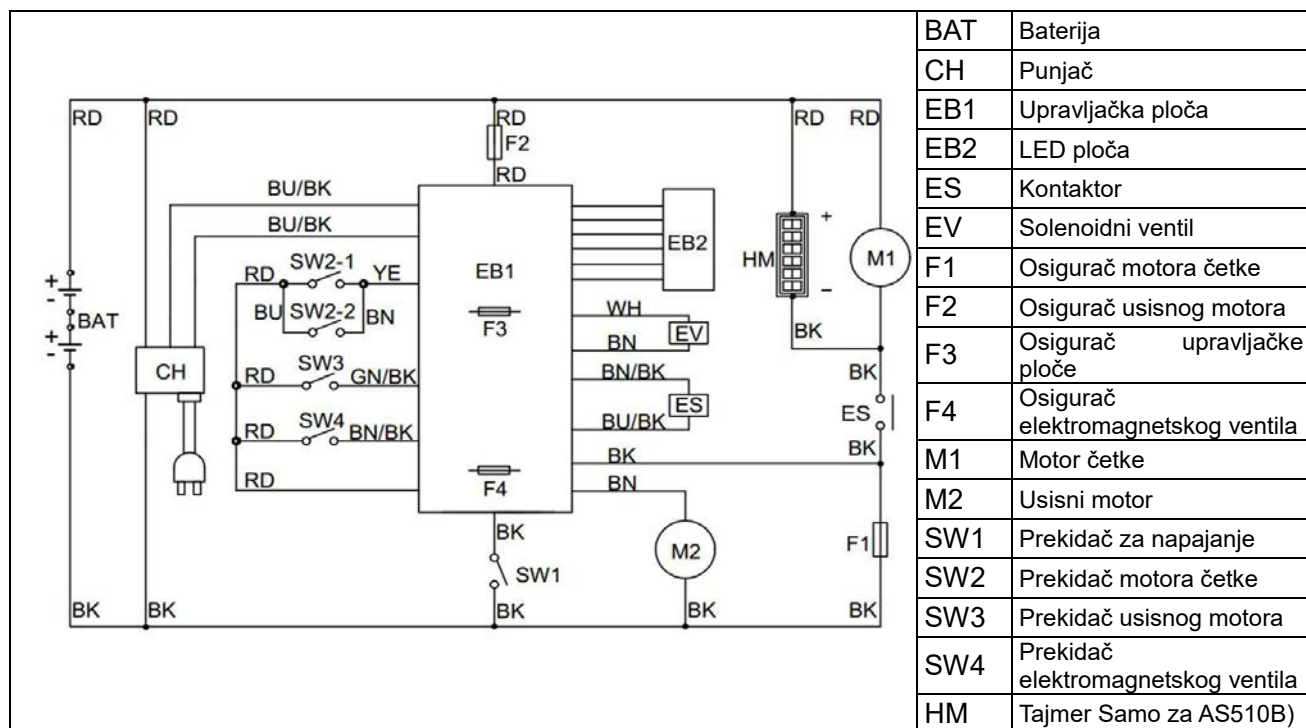 RD RD RD RD RD
F2
RD
BU/BK
BU/BK
SW2-1
RD YE
BU SW2-2 BN
EB1
F3
EB2
HM
+
-
M1
+
-
+
-
BAT
CH
WH
EV
BN
BK
RD SW3 GN/BK
BN/BK
ES
BU/BK
BK
ES
RD SW4 BN/BK
BK
BK
RD
F4
BN
BK
SW1
M2
F1
BK BK BK BK BK
BAT Baterija
CH Punjač
EB1 Upravljačka ploča
EB2 LED ploča
ES Kontaktor
EV Solenoidni ventil
F1 Osigurač motora četke
F2 Osigurač usisnog motora
F3 Osigurač upravljačke
ploče
F4 Osigurač
elektromagnetskog ventila
M1 Motor četke
M2 Usisni motor
SW1 Prekidač za napajanje
SW2 Prekidač motora četke
SW3 Prekidač usisnog motora
SW4 Prekidač
elektromagnetskog ventila
HM Tajmer Samo za AS510B)